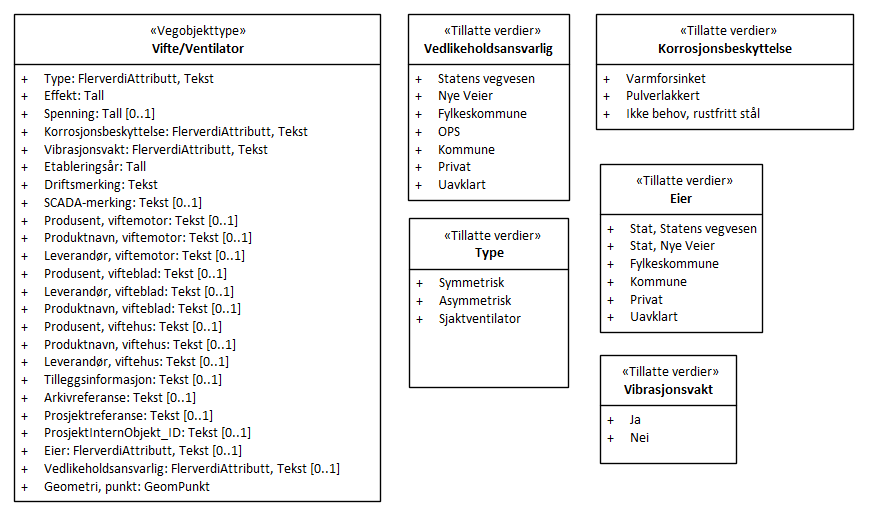 «Vegobjekttype»
Vifte/Ventilator
+ Type: FlerverdiAttributt, Tekst
+ Effekt: Tall
+ Spenning: Tall [0..1]
+ Korrosjonsbeskyttelse: FlerverdiAttributt, Tekst
+ Vibrasjonsvakt: FlerverdiAttributt, Tekst
+ Etableringsår: Tall
+ Driftsmerking: Tekst
+ SCADA-merking: Tekst [0..1]
+ Produsent, viftemotor: Tekst [0..1]
+ Produktnavn, viftemotor: Tekst [0..1]
+ Leverandør, viftemotor: Tekst [0..1]
+ Produsent, vifteblad: Tekst [0..1]
+ Leverandør, vifteblad: Tekst [0..1]
+ Produktnavn, vifteblad: Tekst [0..1]
+ Produsent, viftehus: Tekst [0..1]
+ Produktnavn, viftehus: Tekst [0..1]
+ Leverandør, viftehus: Tekst [0..1]
+ Tilleggsinformasjon: Tekst [0..1]
+ Arkivreferanse: Tekst [0..1]
+ Prosjektreferanse: Tekst [0..1]
+ ProsjektInternObjekt_ID: Tekst [0..1]
+ Eier: FlerverdiAttributt, Tekst [0..1]
+ Vedlikeholdsansvarlig: FlerverdiAttributt, Tekst [0..1]
+ Geometri, punkt: GeomPunkt
«Tillatte verdier»
Vedlikeholdsansvarlig
+ Statens vegvesen
+ Nye Veier
+ Fylkeskommune
+ OPS
+ Kommune
+ Privat
+ Uavklart
«Tillatte verdier»
Type
+ Symmetrisk
+ Asymmetrisk
+ Sjaktventilator
«Tillatte verdier»
Korrosjonsbeskyttelse
+ Varmforsinket
+ Pulverlakkert
+ Ikke behov, rustfritt stål
«Tillatte verdier»
Eier
+ Stat, Statens vegvesen
+ Stat, Nye Veier
+ Fylkeskommune
+ Kommune
+ Privat
+ Uavklart
«Tillatte verdier»
Vibrasjonsvakt
+ Ja
+ Nei